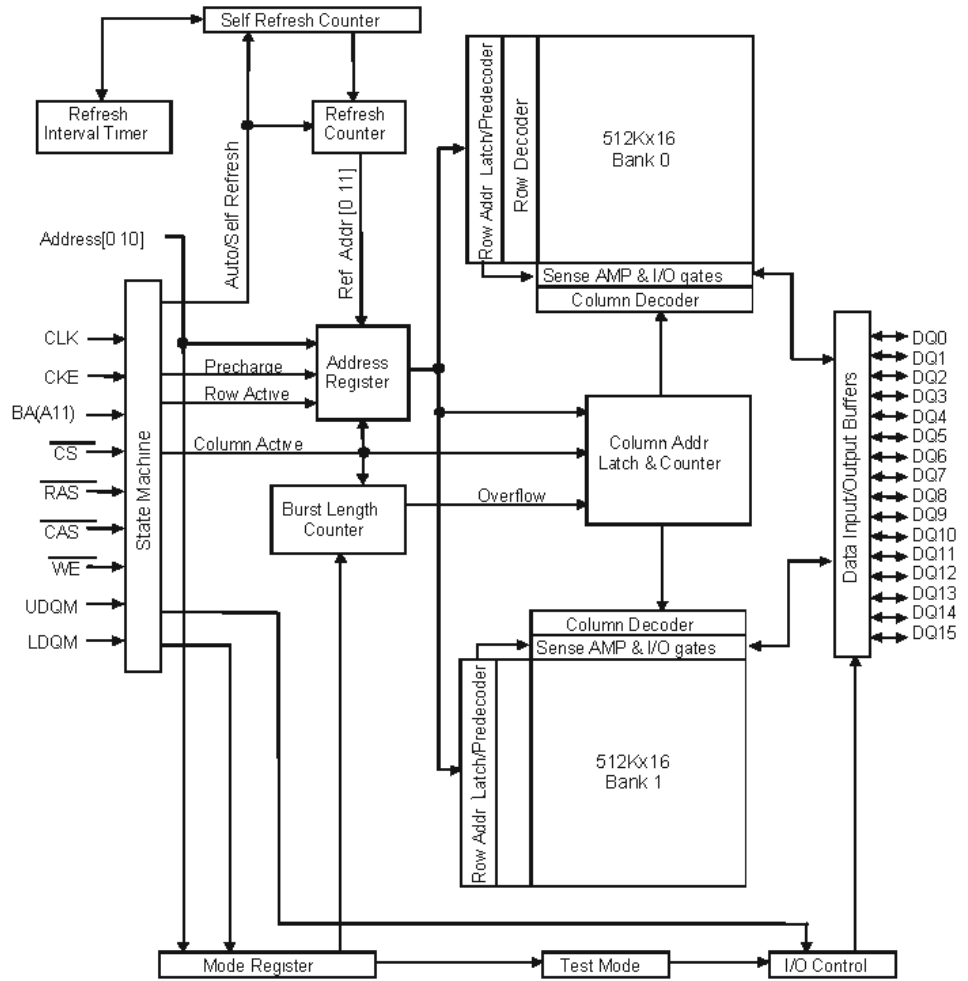 Self Refresh Counter
Refresh
Interval Timer
Refresh
Counter
Auto/Self Refresh
Ref Addr [0 11]
Address[0 10]
State Machine
CLK
CKE
BA(A11)
CS
RAS
CAS
WE
UDQM
LDQM
Precharge
Row Active
Column Active
Address
Register
Burst Length
Counter
Overflow
Row Addr Latch/Predecoder
Row Decoder
512Kx16
Bank 0
Sense AMP & I/O gates
Column Decoder
Column Addr
Latch & Counter
Column Decoder
Sense AMP & I/O gates
Row Addr Latch/Predecoder
512Kx16
Bank 1
Data Input/Output Buffers
DQ0
DQ1
DQ2
DQ3
DQ4
DQ5
DQ6
DQ7
DQ8
DQ9
DQ10
DQ11
DQ12
DQ13
DQ14
DQ15
Mode Register
Test Mode
I/O Control